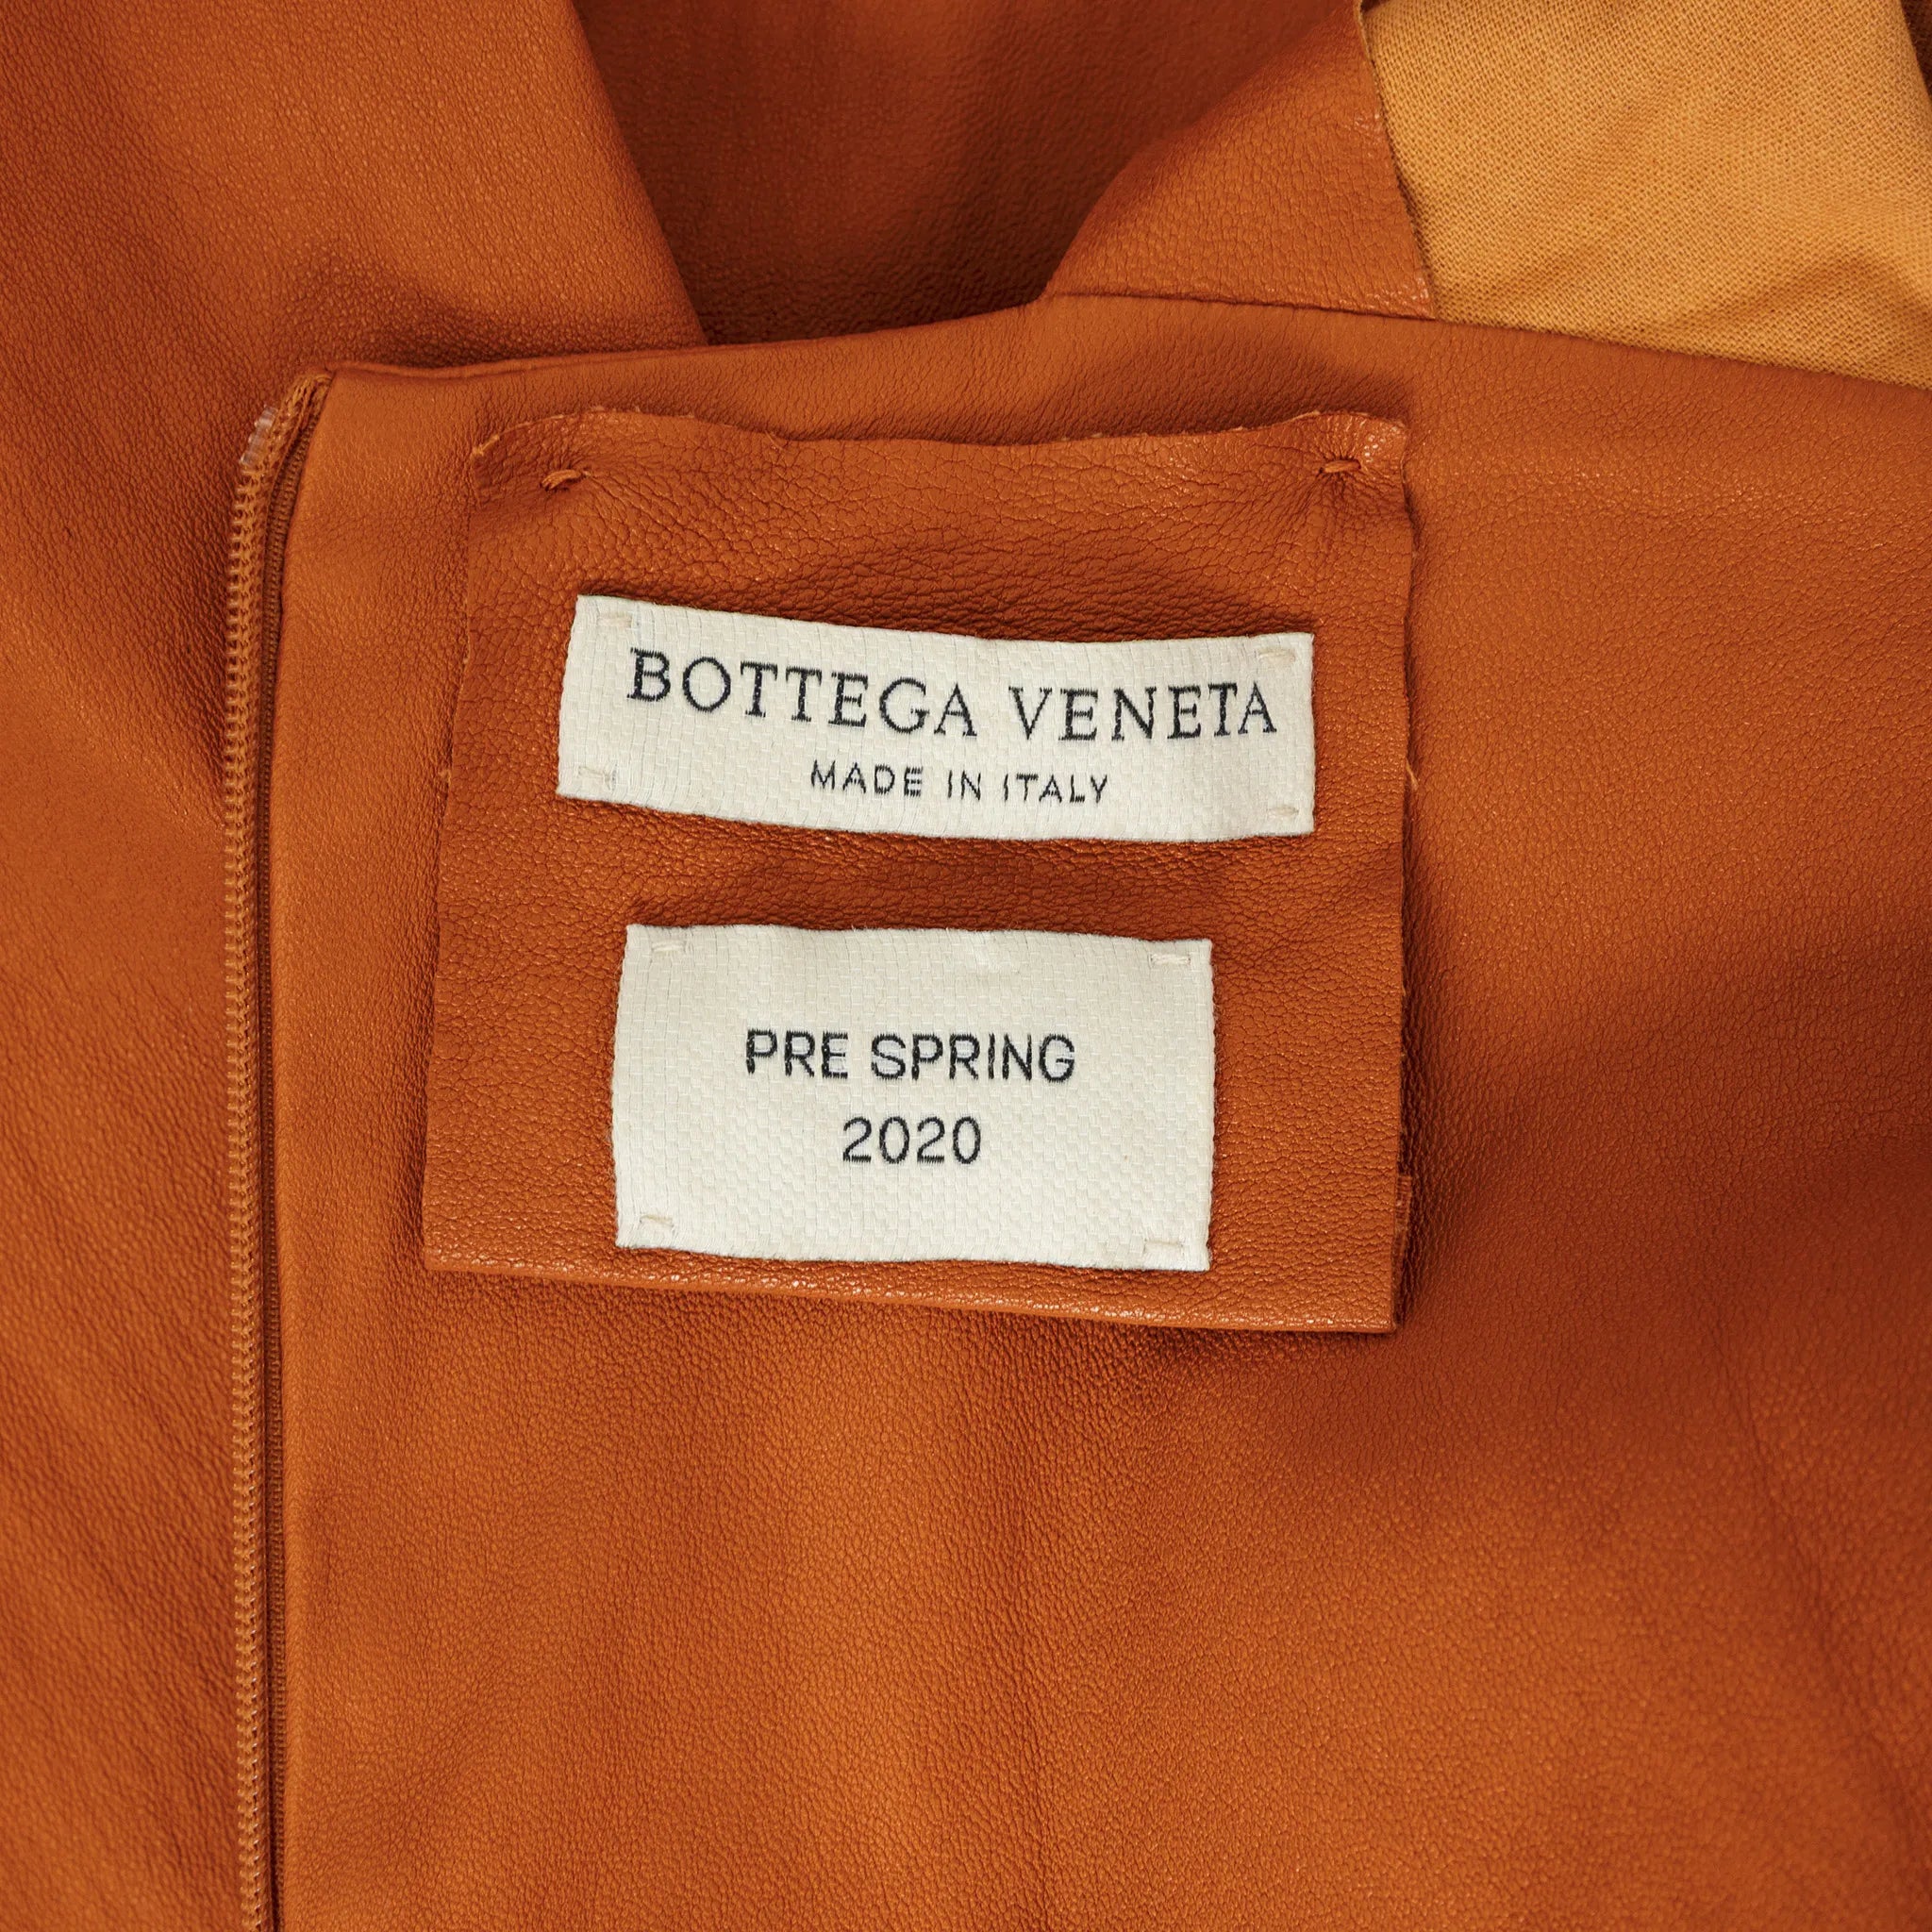 BOTTEGA VENETA
MADE IN ITALY
PRE SPRING
2020